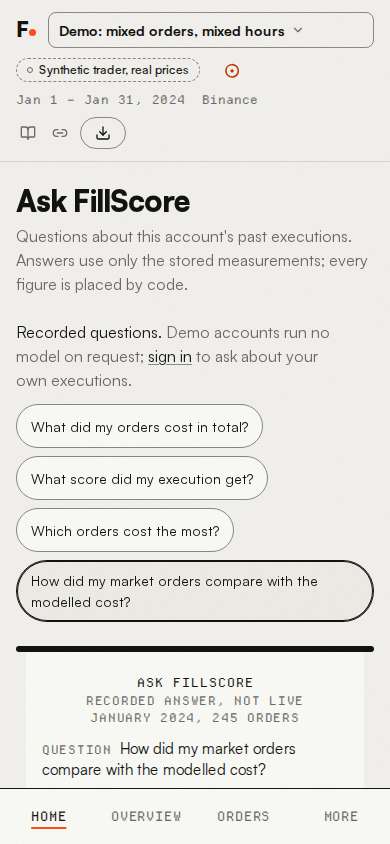 F.
Demo: mixed orders, mixed hours
Synthetic trader, real prices
Jan 1 – Jan 31, 2024 Binance
Ask FillScore
Questions about this account's past executions.
Answers use only the stored measurements; every
figure is placed by code.
Recorded questions. Demo accounts run no
model on request; sign in to ask about your
own executions.
What did my orders cost in total?
What score did my execution get?
Which orders cost the most?
How did my market orders compare with the
modelled cost?
ASK FILLSCORE
RECORDED ANSWER, NOT LIVE
JANUARY 2024, 245 ORDERS
QUESTION How did my market orders
compare with the modelled cost?
HOME OVERVIEW ORDERS MORE